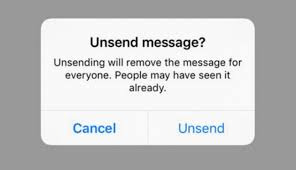 Unsend message?
Unsending will remove the message for
everyone. People may have seen it
already.
Cancel
Unsend